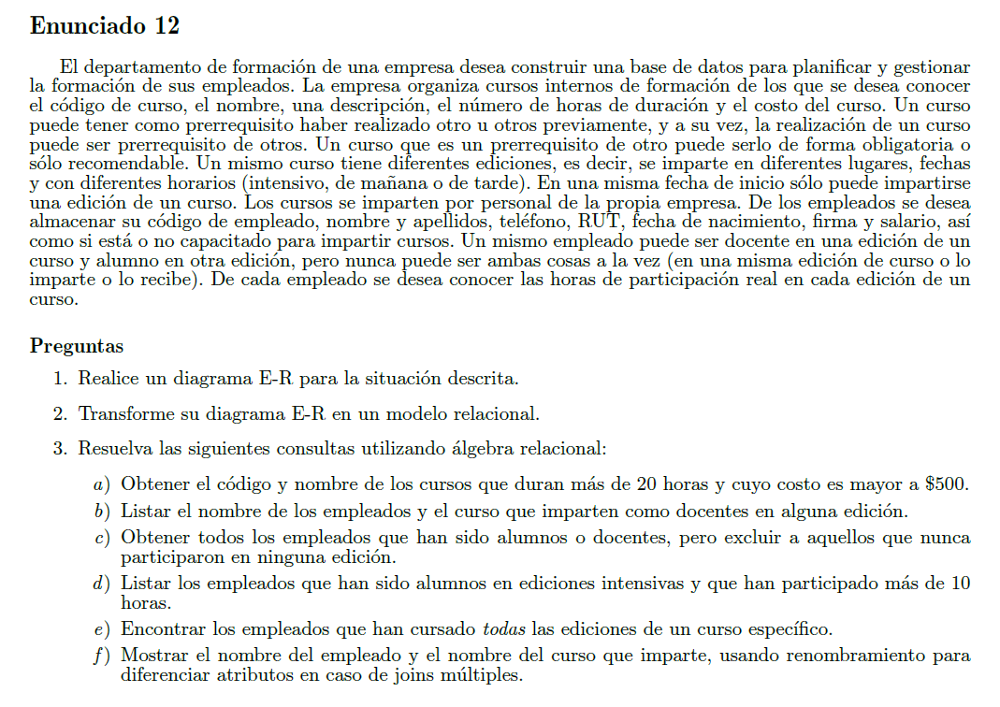 Enunciado 12
El departamento de formación de una empresa desea construir una base de datos para planificar y gestionar
la formación de sus empleados. La empresa organiza cursos internos de formación de los que se desea conocer
el código de curso, el nombre, una descripción, el número de horas de duración y el costo del curso. Un curso
puede tener como prerrequisito haber realizado otro u otros previamente, y a su vez, la realización de un curso
puede ser prerrequisito de otros. Un curso que es un prerrequisito de otro puede serlo de forma obligatoria o
sólo recomendable. Un mismo curso tiene diferentes ediciones, es decir, se imparte en diferentes lugares, fechas
y con diferentes horarios (intensivo, de mañana o de tarde). En una misma fecha de inicio sólo puede impartirse
una edición de un curso. Los cursos se imparten por personal de la propia empresa. De los empleados se desea
almacenar su código de empleado, nombre y apellidos, teléfono, RUT, fecha de nacimiento, firma y salario, así
como si está o no capacitado para impartir cursos. Un mismo empleado puede ser docente en una edición de un
curso y alumno en otra edición, pero nunca puede ser ambas cosas a la vez (en una misma edición de curso o lo
imparte o lo recibe). De cada empleado se desea conocer las horas de participación real en cada edición de un
curso.
Preguntas
1. Realice un diagrama E-R para la situación descrita.
2. Transforme su diagrama E-R en un modelo relacional.
3. Resuelva las siguientes consultas utilizando álgebra relacional:
a) Obtener el código y nombre de los cursos que duran más de 20 horas y cuyo costo es mayor a $500.
b) Listar el nombre de los empleados y el curso que imparten como docentes en alguna edición.
c) Obtener todos los empleados que han sido alumnos o docentes, pero excluir a aquellos que nunca
participaron en ninguna edición.
d) Listar los empleados que han sido alumnos en ediciones intensivas y que han participado más de 10
horas.
e) Encontrar los empleados que han cursado todas las ediciones de un curso específico.
f) Mostrar el nombre del empleado y el nombre del curso que imparte, usando renombramiento para
diferenciar atributos en caso de joins múltiples.